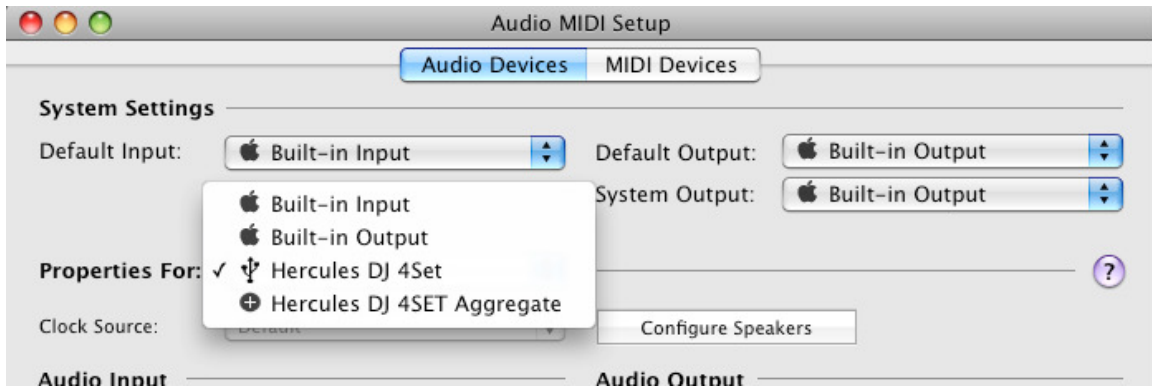 Audio MIDI Setup
Audio Devices MIDI Devices
System Settings
Default Input: Built-in Input Default Output: Built-in Output
System Output: Built-in Output
Built-in Input
Built-in Output
Properties For: ✓ Hercules DJ 4Set ?
Hercules DJ 4SET Aggregate
Clock Source: Default Configure Speakers
Audio Input Audio Output